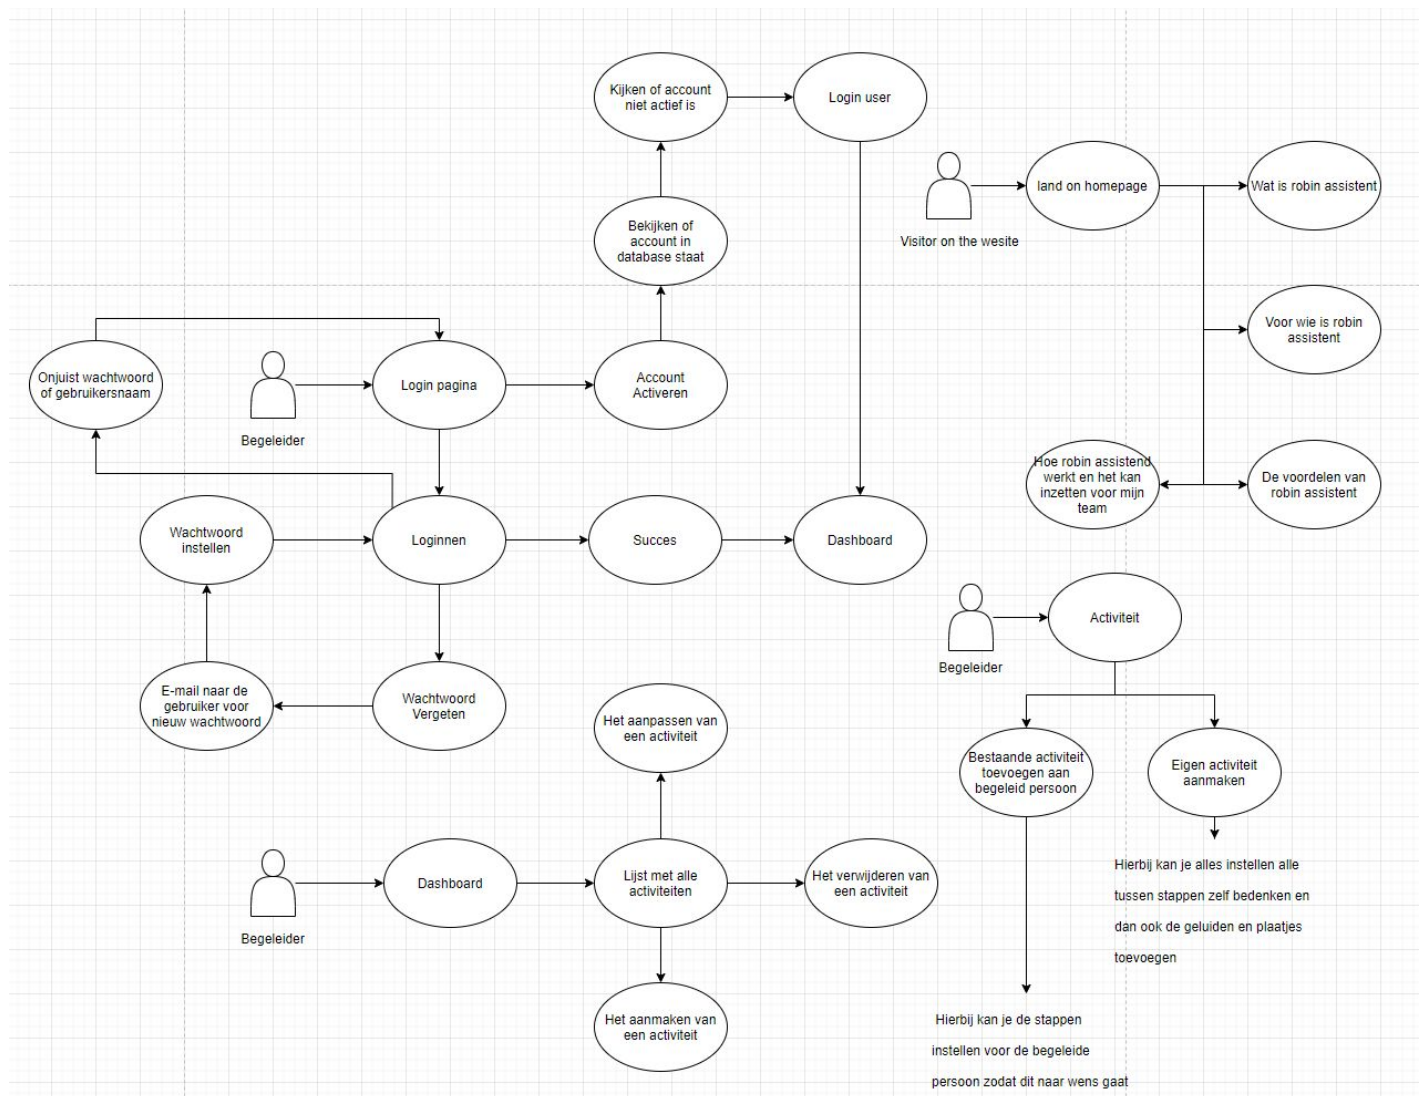 Kijken of account
niet actief is
Login user
land on homepage
Wat is robin assistent
Visitor on the wesite
Bekijken of
account in
database staat
Voor wie is robin
assistent
Onjuist wachtwoord
of gebruikersnaam
Begeleider
Login pagina
Account
Activeren
Hoe robin assistend
werkt en het kan
inzetten voor mijn
team
De voordelen van
robin assistent
Wachtwoord
instellen
Loginnen
Succes
Dashboard
Begeleider
Activiteit
E-mail naar de
gebruiker voor
nieuw wachtwoord
Wachtwoord
Vergeten
Het aanpassen van
een activiteit
Bestaande activiteit
toevoegen aan
begeleid persoon
Eigen activiteit
aanmaken
Begeleider
Dashboard
Lijst met alle
activiteiten
Het verwijderen van
een activiteit
Hierbij kan je alles instellen alle
tussen stappen zelf bedenken en
dan ook de geluiden en plaatjes
toevoegen
Het aanmaken van
een activiteit
Hierbij kan je de stappen
instellen voor de begeleide
persoon zodat dit naar wens gaat